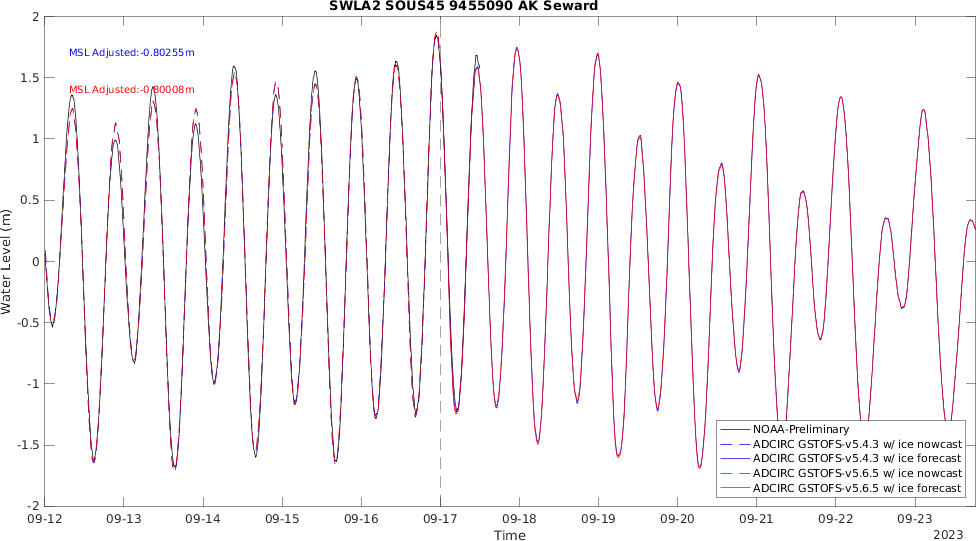 SWLA2 SOUS45 9455090 AK Seward
MSL Adjusted:-0.80255m
MSL Adjusted:-0.80008m
2
1.5
1
0.5
0
-0.5
-1
-1.5
-2
Water Level (m)
NOAA-Preliminary
ADCIRC GSTOFS-v5.4.3 w/ ice nowcast
ADCIRC GSTOFS-v5.4.3 w/ ice forecast
ADCIRC GSTOFS-v5.6.5 w/ ice nowcast
ADCIRC GSTOFS-v5.6.5 w/ ice forecast
09-12 09-13 09-14 09-15 09-16 09-17 09-18 09-19 09-20 09-21 09-22 09-23
Time
2023